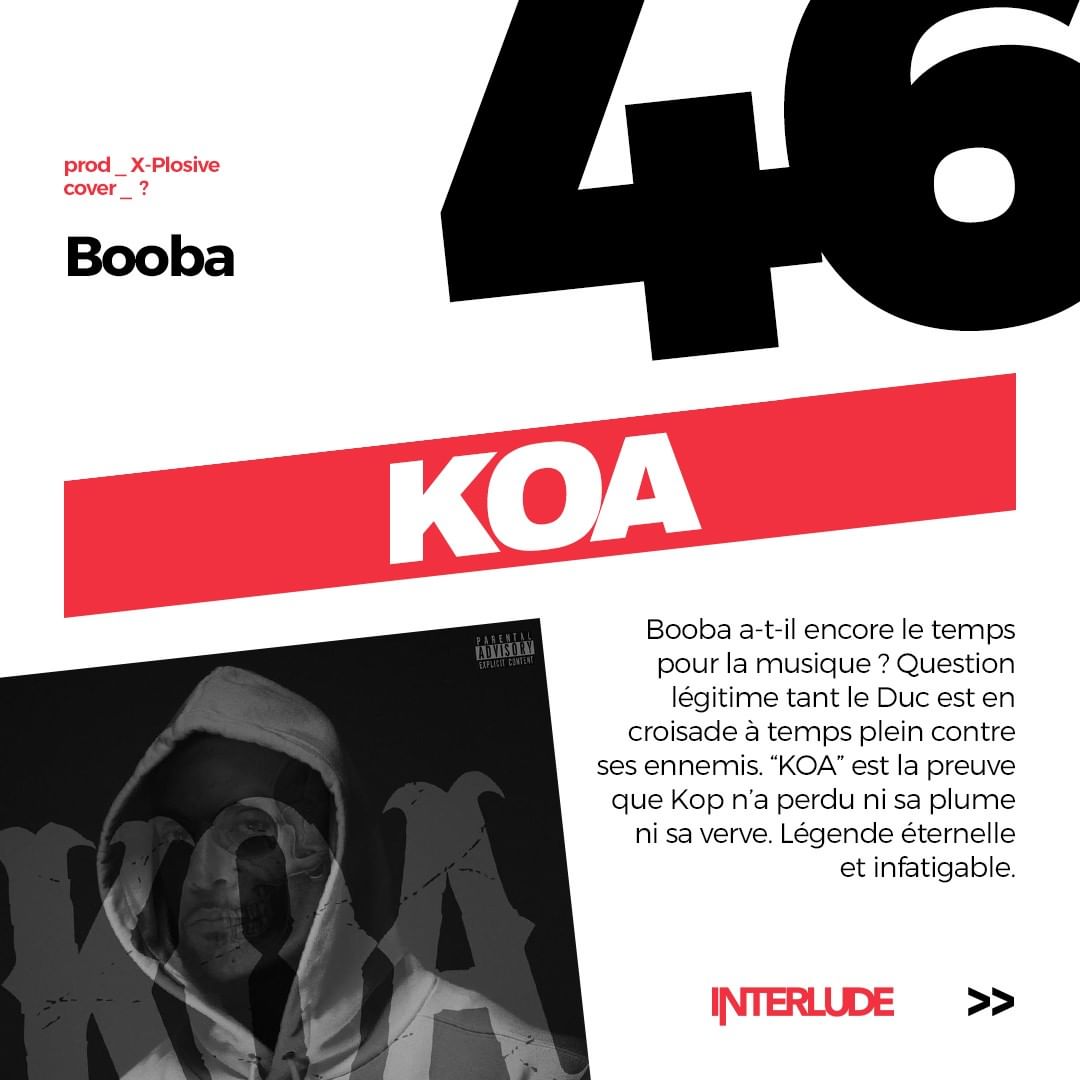 46
prod _ X-Plosive
cover _ ?
Booba
KOA
PARENTAL
ADVISORY
EXPLICIT CONTENT
KOA
Booba a-t-il encore le temps
pour la musique ? Question
légitime tant le Duc est en
croisade à temps plein contre
ses ennemis. “KOA” est la preuve
que Kop n’a perdu ni sa plume
ni sa verve. Légende éternelle
et infatigable.
INTERLUDE
>>